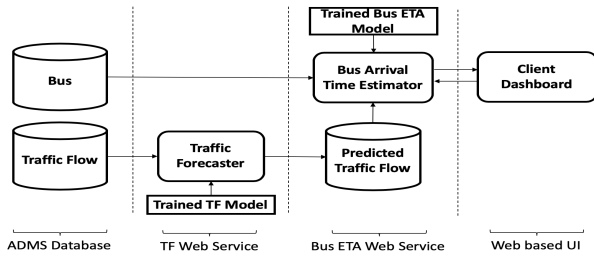 Trained Bus ETA
Model
Bus
Bus Arrival
Time Estimator
Client
Dashboard
Traffic Flow
Traffic
Forecaster
Predicted
Traffic Flow
Trained TF Model
ADMS Database
TF Web Service
Bus ETA Web Service
Web based UI